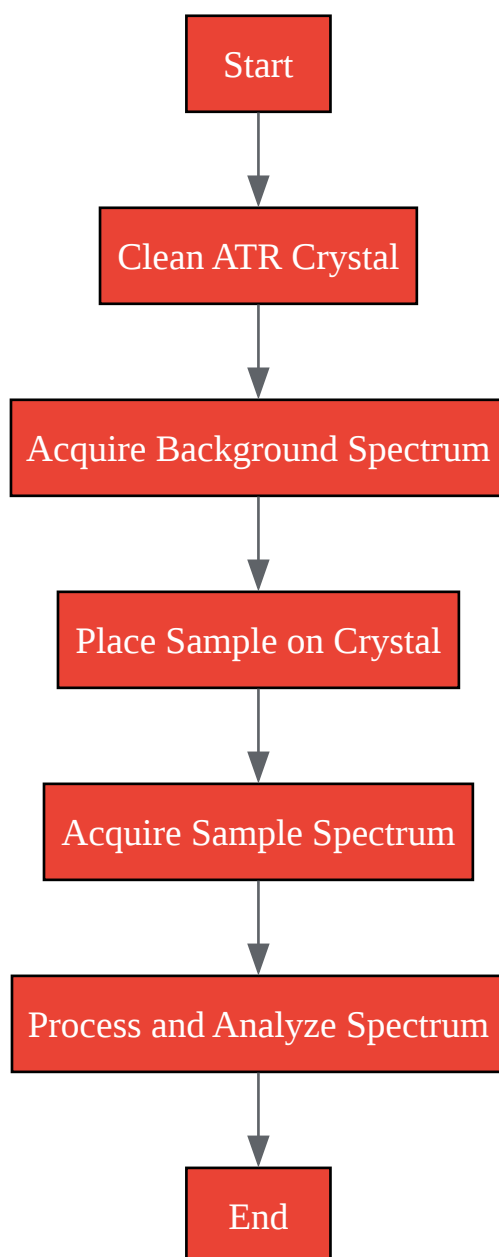 Start
Clean ATR Crystal
Acquire Background Spectrum
Place Sample on Crystal
Acquire Sample Spectrum
Process and Analyze Spectrum
End